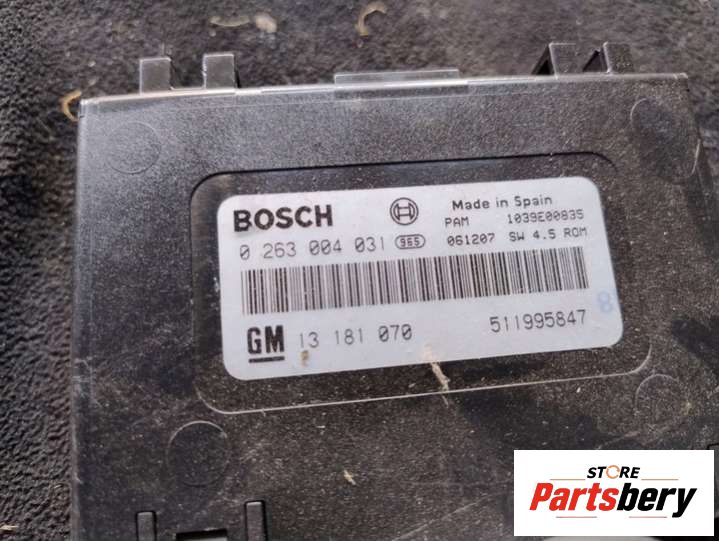 BOSCH
Made in Spain
PAM 1039E00835
0 263 004 031 965 061207 SW 4.5 ROM
GM 13 181 070 511995847
8
STORE
Partsbery